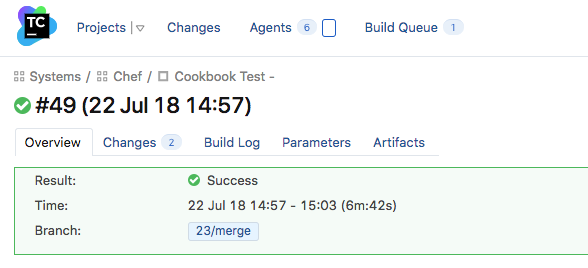 TC
Projects Changes Agents 6 Build Queue 1
Systems / Chef / Cookbook Test -
#49 (22 Jul 18 14:57)
Overview Changes 2 Build Log Parameters Artifacts
Result: Success
Time: 22 Jul 18 14:57 - 15:03 (6m:42s)
Branch: 23/merge